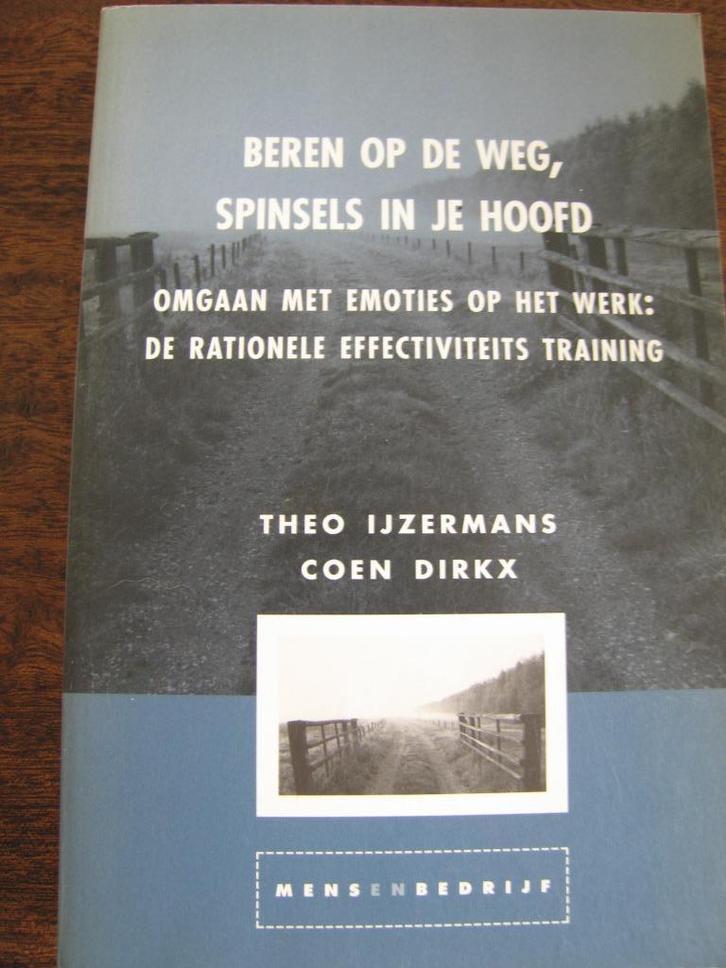 BEREN OP DE WEG,
SPINSELS IN JE HOOFD
OMGAAN MET EMOTIES OP HET WERK:
DE RATIONELE EFFECTIVITEITS TRAINING
THEO IJZERMANS
COEN DIRKX
MENSENBEDRIJF